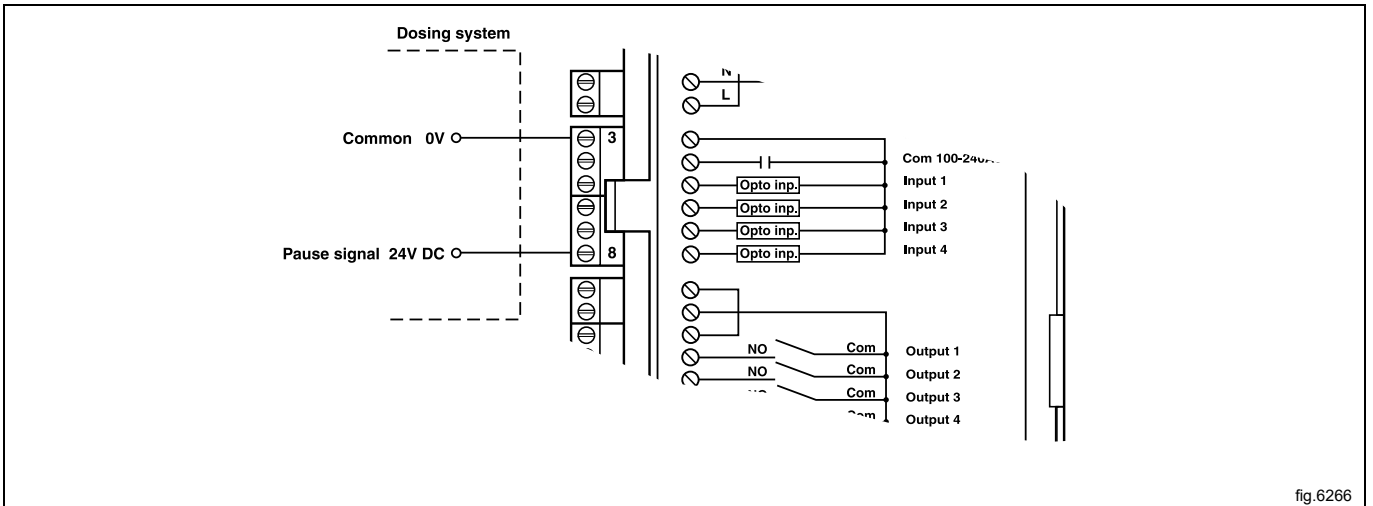 Dosing system
L
Common 0V
3
Com
Input 1
Opto inp.
Input 2
Opto inp.
Input 3
Opto inp.
Pause signal 24V DC
8
Input 4
Opto inp.
NO
Com
Output 1
NO
Com
Output 2
Com
Output 3
Output 4
fig.6266